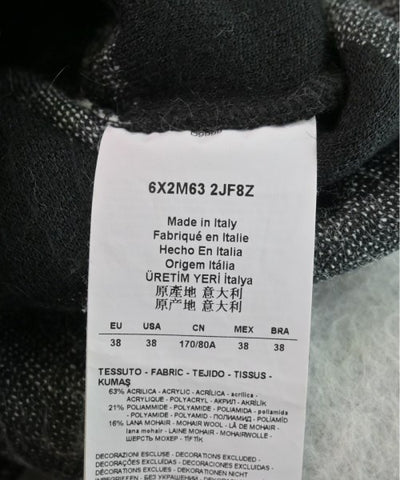 6X2M63 2JF8Z
Made in Italy
Fabriqué en Italie
Hecho En Italia
Origem Itália
ÜRETİM YERİ İtalya
原產地 意大利
原产地 意大利
EU USA CN MEX BRA
38 38 170/80A 38 38
TESSUTO - FABRIC - TEJIDO - TISSUS -
KUMAŞ
63% ACRILICA - ACRYLIC - ACRÍLICA - acrílica -
ACRYLIQUE - POLYACRYL - АКРИЛ - AKRİLİK
21% POLIAMMIDE - POLYAMIDE - POLIAMIDA - poliamida
- POLYAMIDE - POLYAMID - ПОЛИАМИД - POLİAMİD
16% LANA MOHAIR - MOHAIR WOOL - LÃ DE MOHAIR -
lana mohair - LAINE MOHAIR - MOHAIRWOLLE -
ШЕРСТЬ МОХЕР - TİFTİK
DECORAZIONI ESCLUSE - DECORATIONS EXCLUDED -
DECORAÇÕES EXCLUÍDAS - DECORACIONES EXCLUIDAS
DÉCORATIONS EXCLUES - DEKORATIONEN NICHT